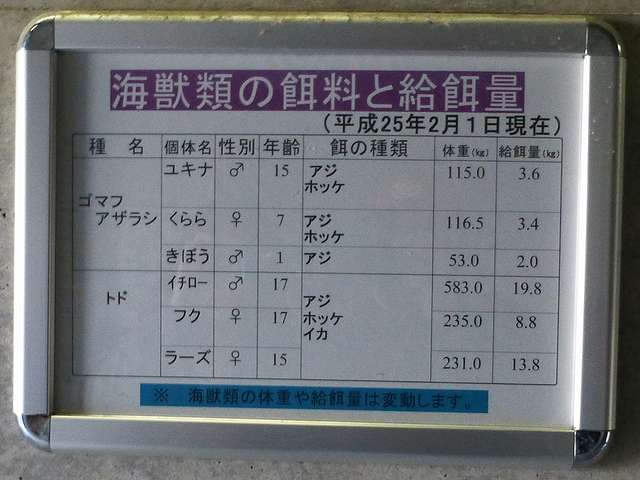 海獣類の餌料と給餌量
（平成25年2月1日現在）
種 名 個体名 性別 年齢 餌の種類 体重(kg) 給餌量(kg)
ゴマフ
アザラシ
ユキナ ♂ 15 アジ
ホッケ 115.0 3.6
くらら ♀ 7 アジ
ホッケ 116.5 3.4
きぼう ♂ 1 アジ 53.0 2.0
トド
イチロー ♂ 17 583.0 19.8
アジ
ホッケ
イカ
フク ♀ 17 235.0 8.8
ラーズ ♀ 15 231.0 13.8
※ 海獣類の体重や給餌量は変動します。